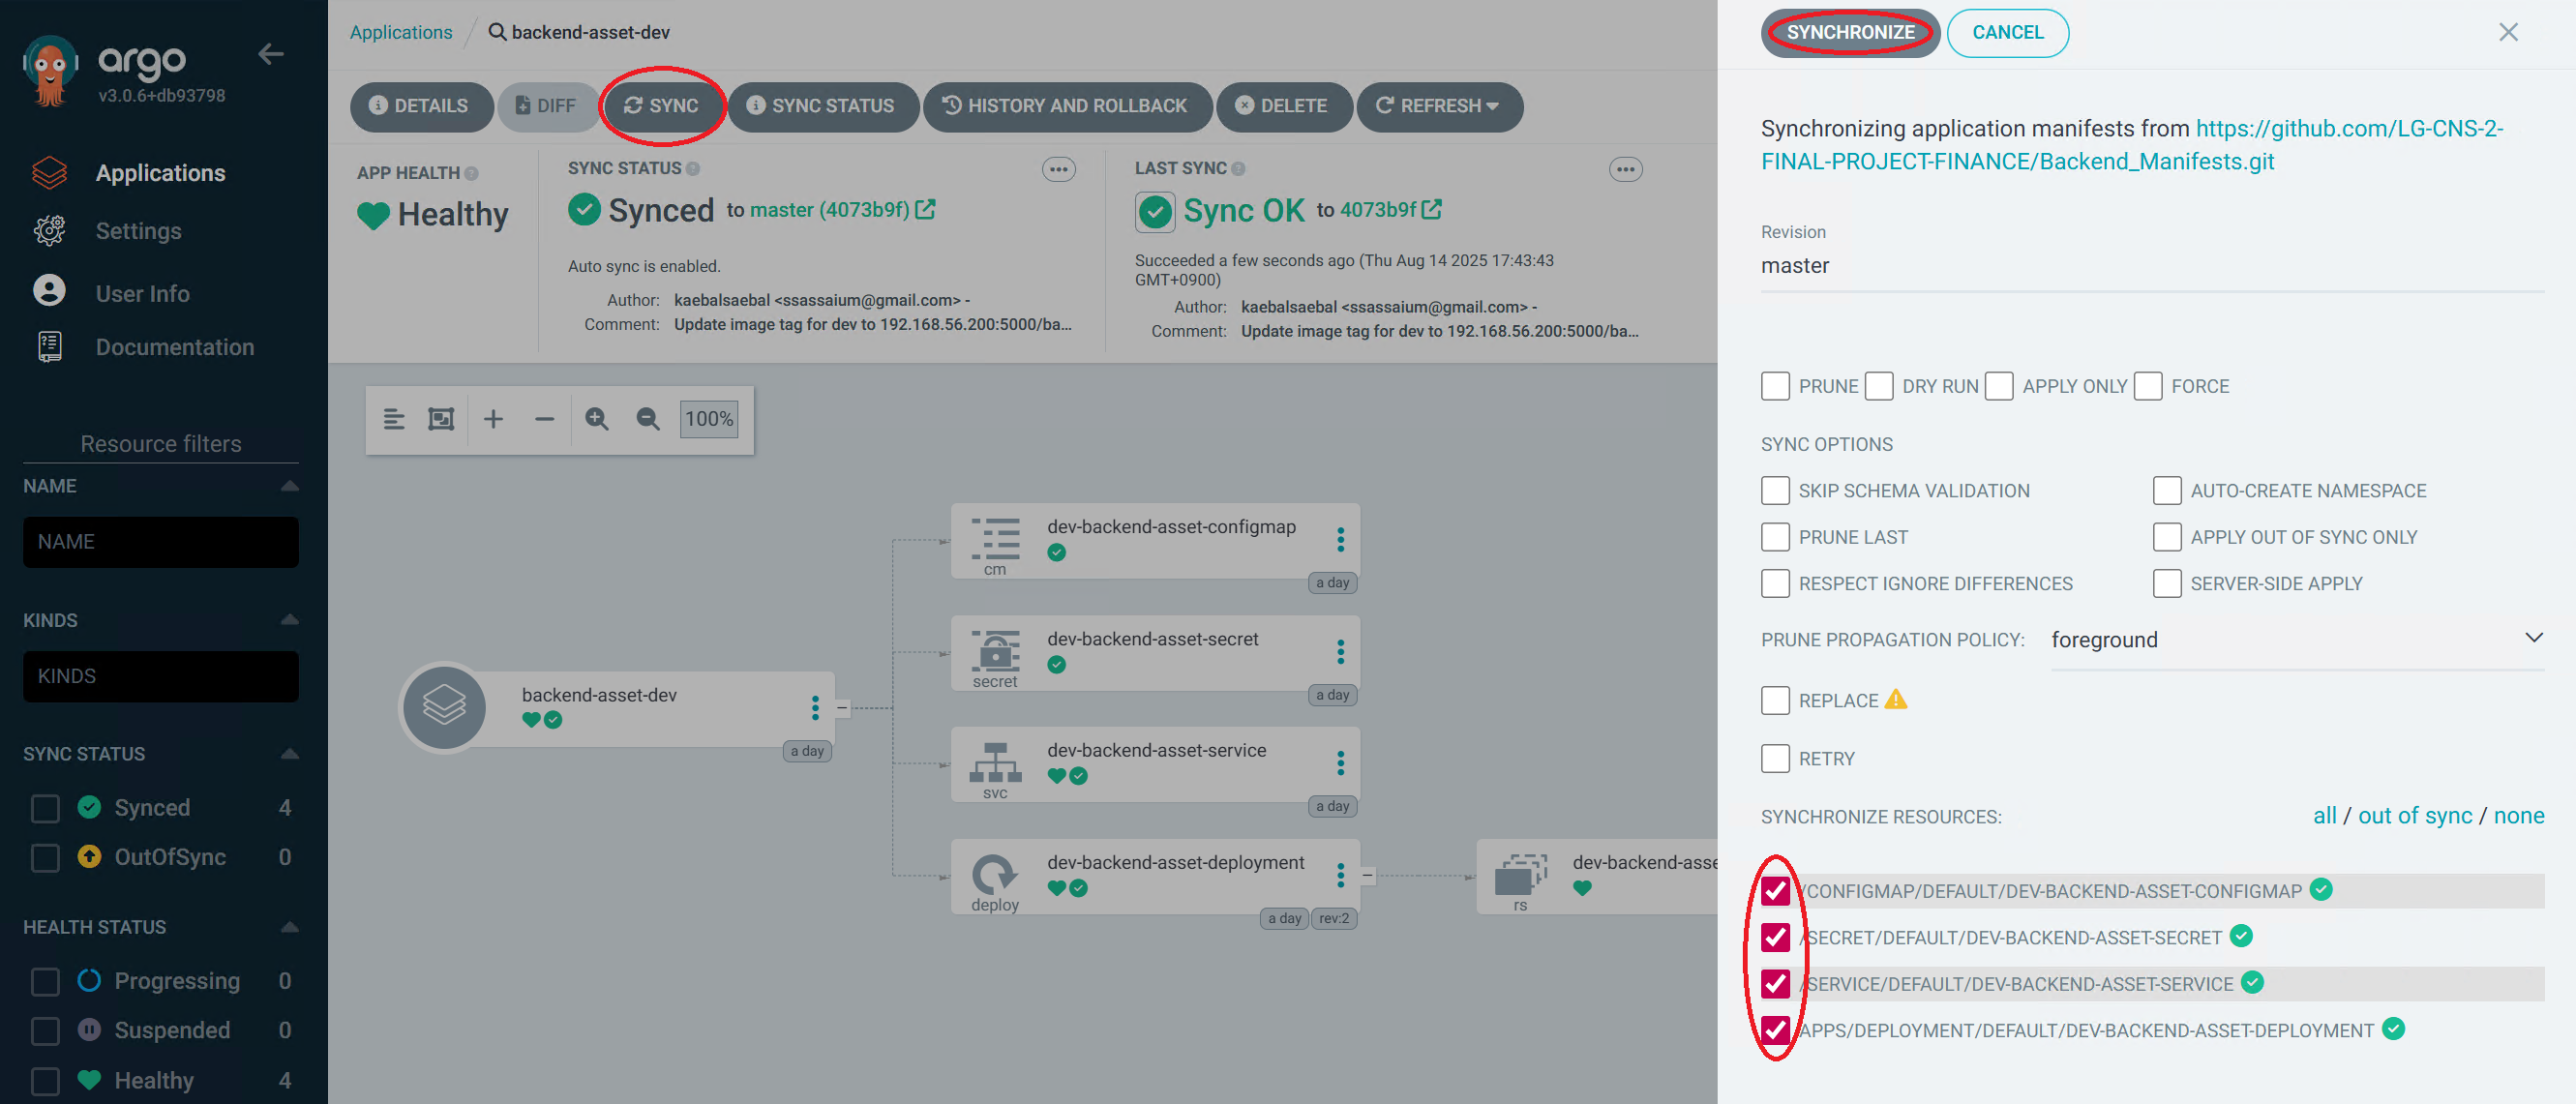 argo
v3.0.6+db93798
Applications
Settings
User Info
Documentation
Resource filters
NAME
NAME
KINDS
KINDS
SYNC STATUS
Synced 4
OutOfSync 0
HEALTH STATUS
Progressing 0
Suspended 0
Healthy 4
Applications / backend-asset-dev
DETAILS DIFF SYNC SYNC STATUS HISTORY AND ROLLBACK DELETE REFRESH
APP HEALTH
Healthy
SYNC STATUS
Synced to master (4073b9f)
Auto sync is enabled.
Author: kaebalsaebal <ssassaium@gmail.com> -
Comment: Update image tag for dev to 192.168.56.200:5000/ba...
LAST SYNC
Sync OK to 4073b9f
Succeeded a few seconds ago (Thu Aug 14 2025 17:43:43
GMT+0900)
Author: kaebalsaebal <ssassaium@gmail.com> -
Comment: Update image tag for dev to 192.168.56.200:5000/ba...
100%
backend-asset-dev
a day
dev-backend-asset-configmap
cm
a day
dev-backend-asset-secret
secret
a day
dev-backend-asset-service
svc
a day
dev-backend-asset-deployment
deploy
a day rev:2
dev-backend-asse
rs
SYNCHRONIZE CANCEL
Synchronizing application manifests from https://github.com/LG-CNS-2-
FINAL-PROJECT-FINANCE/Backend_Manifests.git
Revision
master
PRUNE DRY RUN APPLY ONLY FORCE
SYNC OPTIONS
SKIP SCHEMA VALIDATION AUTO-CREATE NAMESPACE
PRUNE LAST APPLY OUT OF SYNC ONLY
RESPECT IGNORE DIFFERENCES SERVER-SIDE APPLY
PRUNE PROPAGATION POLICY: foreground
REPLACE
RETRY
SYNCHRONIZE RESOURCES: all / out of sync / none
/CONFIGMAP/DEFAULT/DEV-BACKEND-ASSET-CONFIGMAP
/SECRET/DEFAULT/DEV-BACKEND-ASSET-SECRET
/SERVICE/DEFAULT/DEV-BACKEND-ASSET-SERVICE
APPS/DEPLOYMENT/DEFAULT/DEV-BACKEND-ASSET-DEPLOYMENT